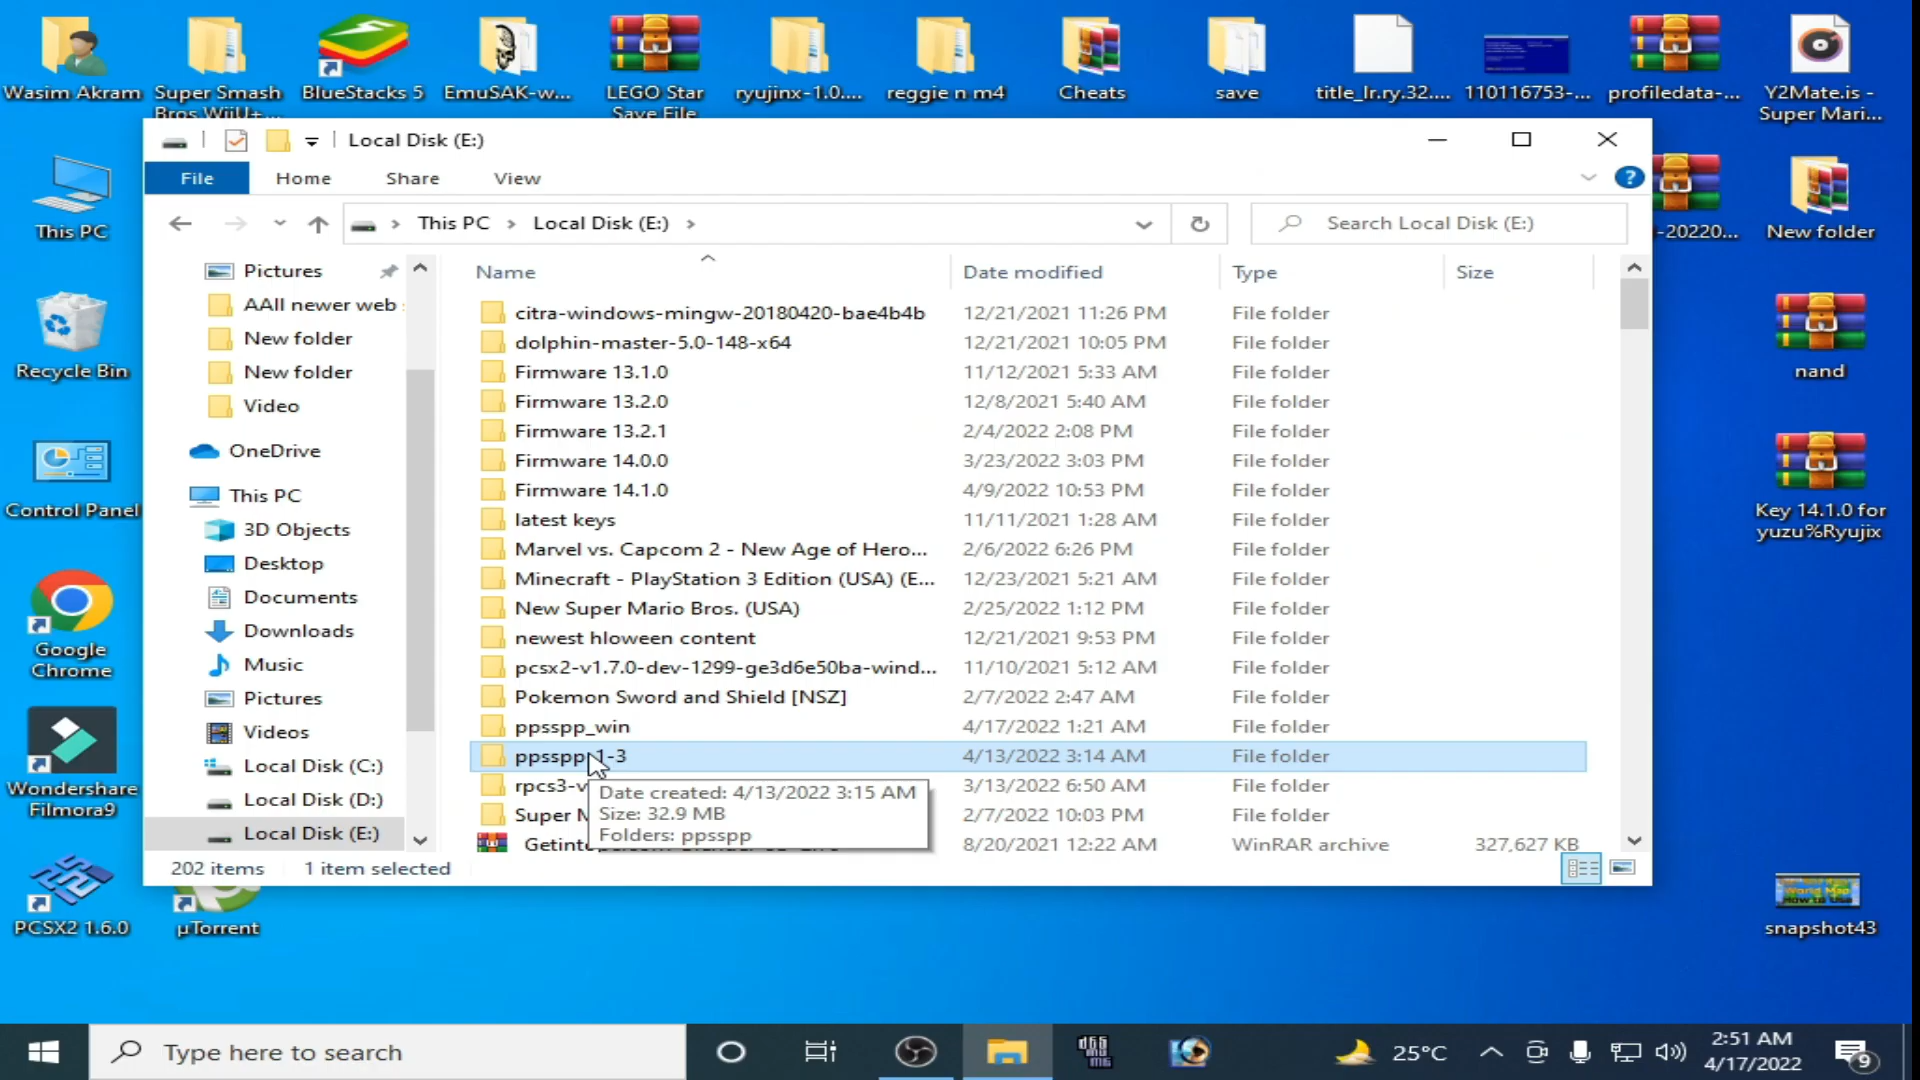 Wasim Akram
Super Smash
Bros WiiU+...
BlueStacks 5
EmuSAK-w...
LEGO Star
Save File
ryujinx-1.0....
reggie n m4
Cheats
save
title_lr.ry.32....
110116753-...
profiledata-...
Y2Mate.is -
Super Mari...
This PC
Recycle Bin
Control Panel
Google
Chrome
Wondershare
Filmora9
PCSX2 1.6.0
µTorrent
-20220...
New folder
nand
Key 14.1.0 for
yuzu%Ryujix
snapshot43
Local Disk (E:)
File
Home
Share
View
?
This PC
Local Disk (E:)
Search Local Disk (E:)
Pictures
AAll newer web
New folder
New folder
Video
OneDrive
This PC
3D Objects
Desktop
Documents
Downloads
Music
Pictures
Videos
Local Disk (C:)
Local Disk (D:)
Local Disk (E:)
Name Date modified Type Size
citra-windows-mingw-20180420-bae4b4b 12/21/2021 11:26 PM File folder
dolphin-master-5.0-148-x64 12/21/2021 10:05 PM File folder
Firmware 13.1.0 11/12/2021 5:33 AM File folder
Firmware 13.2.0 12/8/2021 5:40 AM File folder
Firmware 13.2.1 2/4/2022 2:08 PM File folder
Firmware 14.0.0 3/23/2022 3:03 PM File folder
Firmware 14.1.0 4/9/2022 10:53 PM File folder
latest keys 11/11/2021 1:28 AM File folder
Marvel vs. Capcom 2 - New Age of Hero... 2/6/2022 6:26 PM File folder
Minecraft - PlayStation 3 Edition (USA) (E... 12/23/2021 5:21 AM File folder
New Super Mario Bros. (USA) 2/25/2022 1:12 PM File folder
newest hloween content 12/21/2021 9:53 PM File folder
pcsx2-v1.7.0-dev-1299-ge3d6e50ba-wind... 11/10/2021 5:12 AM File folder
Pokemon Sword and Shield [NSZ] 2/7/2022 2:47 AM File folder
ppsspp_win 4/17/2022 1:21 AM File folder
ppsspp 1-3 4/13/2022 3:14 AM File folder
rpcs3-v 3/13/2022 6:50 AM File folder
Super M 2/7/2022 10:03 PM File folder
Getint 8/20/2021 12:22 AM WinRAR archive 327,627 KB
Date created: 4/13/2022 3:15 AM
Size: 32.9 MB
Folders: ppsspp
202 items 1 item selected
Type here to search
25°C
2:51 AM
4/17/2022
9